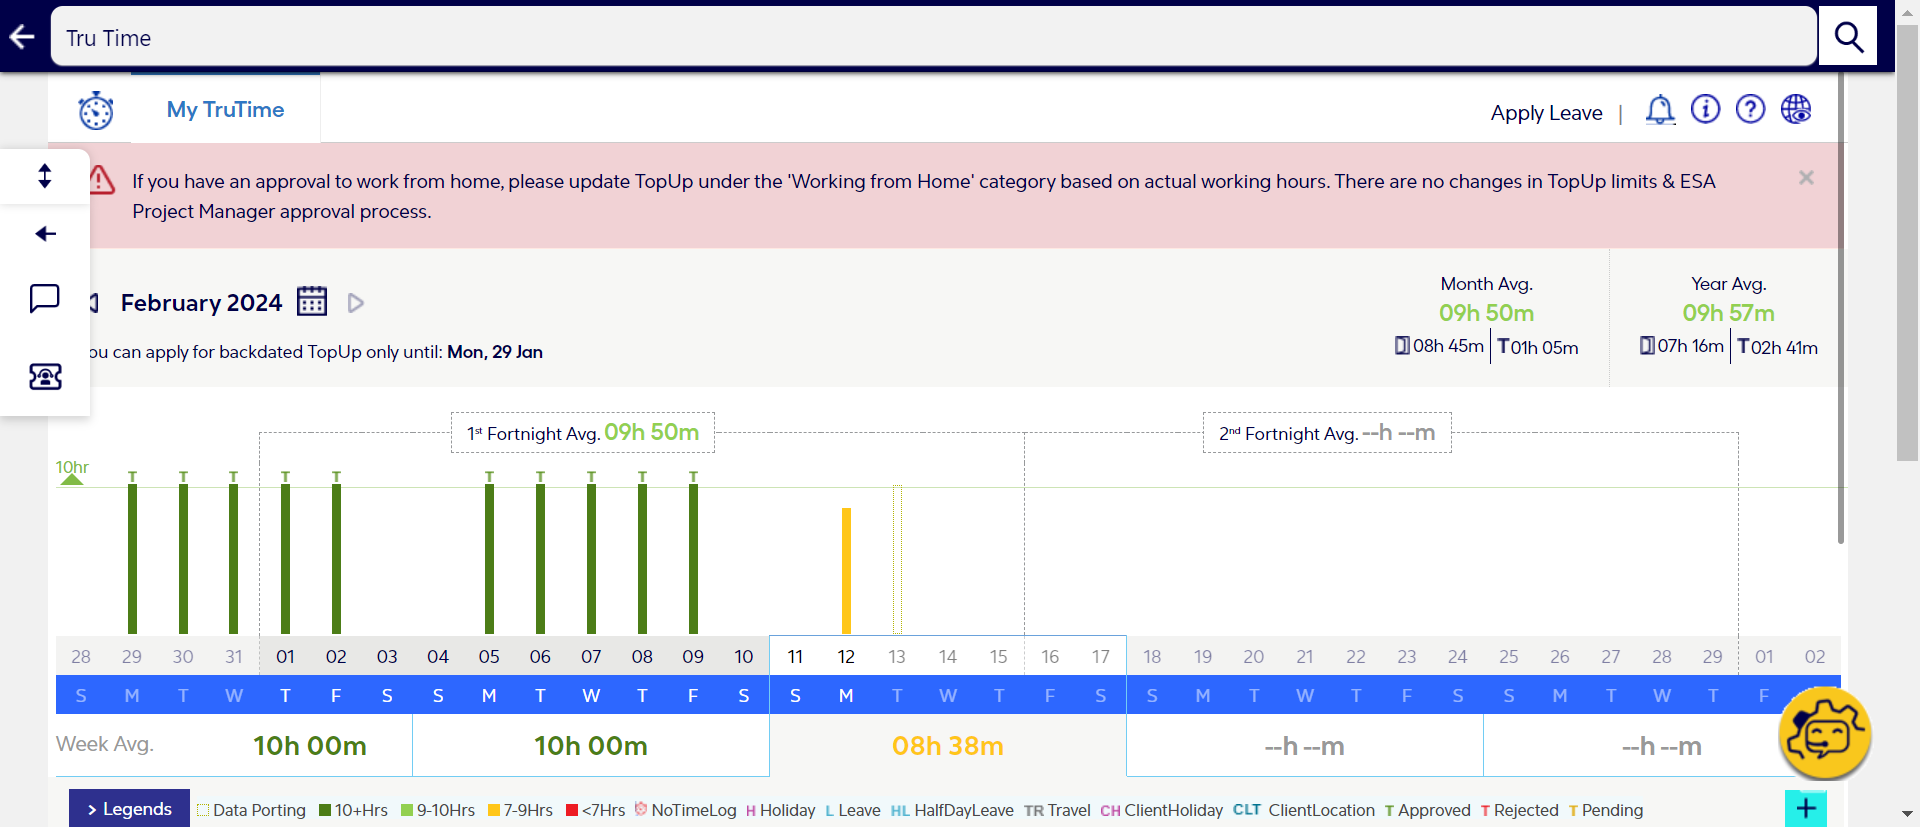 Tru Time
My TruTime
Apply Leave |
If you have an approval to work from home, please update TopUp under the 'Working from Home' category based on actual working hours. There are no changes in TopUp limits & ESA
Project Manager approval process.
February 2024
ou can apply for backdated TopUp only until: Mon, 29 Jan
Month Avg.
09h 50m
08h 45m T 01h 05m
Year Avg.
09h 57m
07h 16m T 02h 41m
1st Fortnight Avg. 09h 50m
2nd Fortnight Avg. --h --m
10hr
T T T T T T T T T T
28 29 30 31 01 02 03 04 05 06 07 08 09 10 11 12 13 14 15 16 17 18 19 20 21 22 23 24 25 26 27 28 29 01 02
S M T W T F S S M T W T F S S M T W T F S S M T W T F S S M T W T F
Week Avg. 10h 00m 10h 00m 08h 38m --h --m --h --m
> Legends Data Porting 10+Hrs 9-10Hrs 7-9Hrs <7Hrs NoTimeLog H Holiday L Leave HL HalfDayLeave TR Travel CH ClientHoliday CLT ClientLocation T Approved T Rejected T Pending